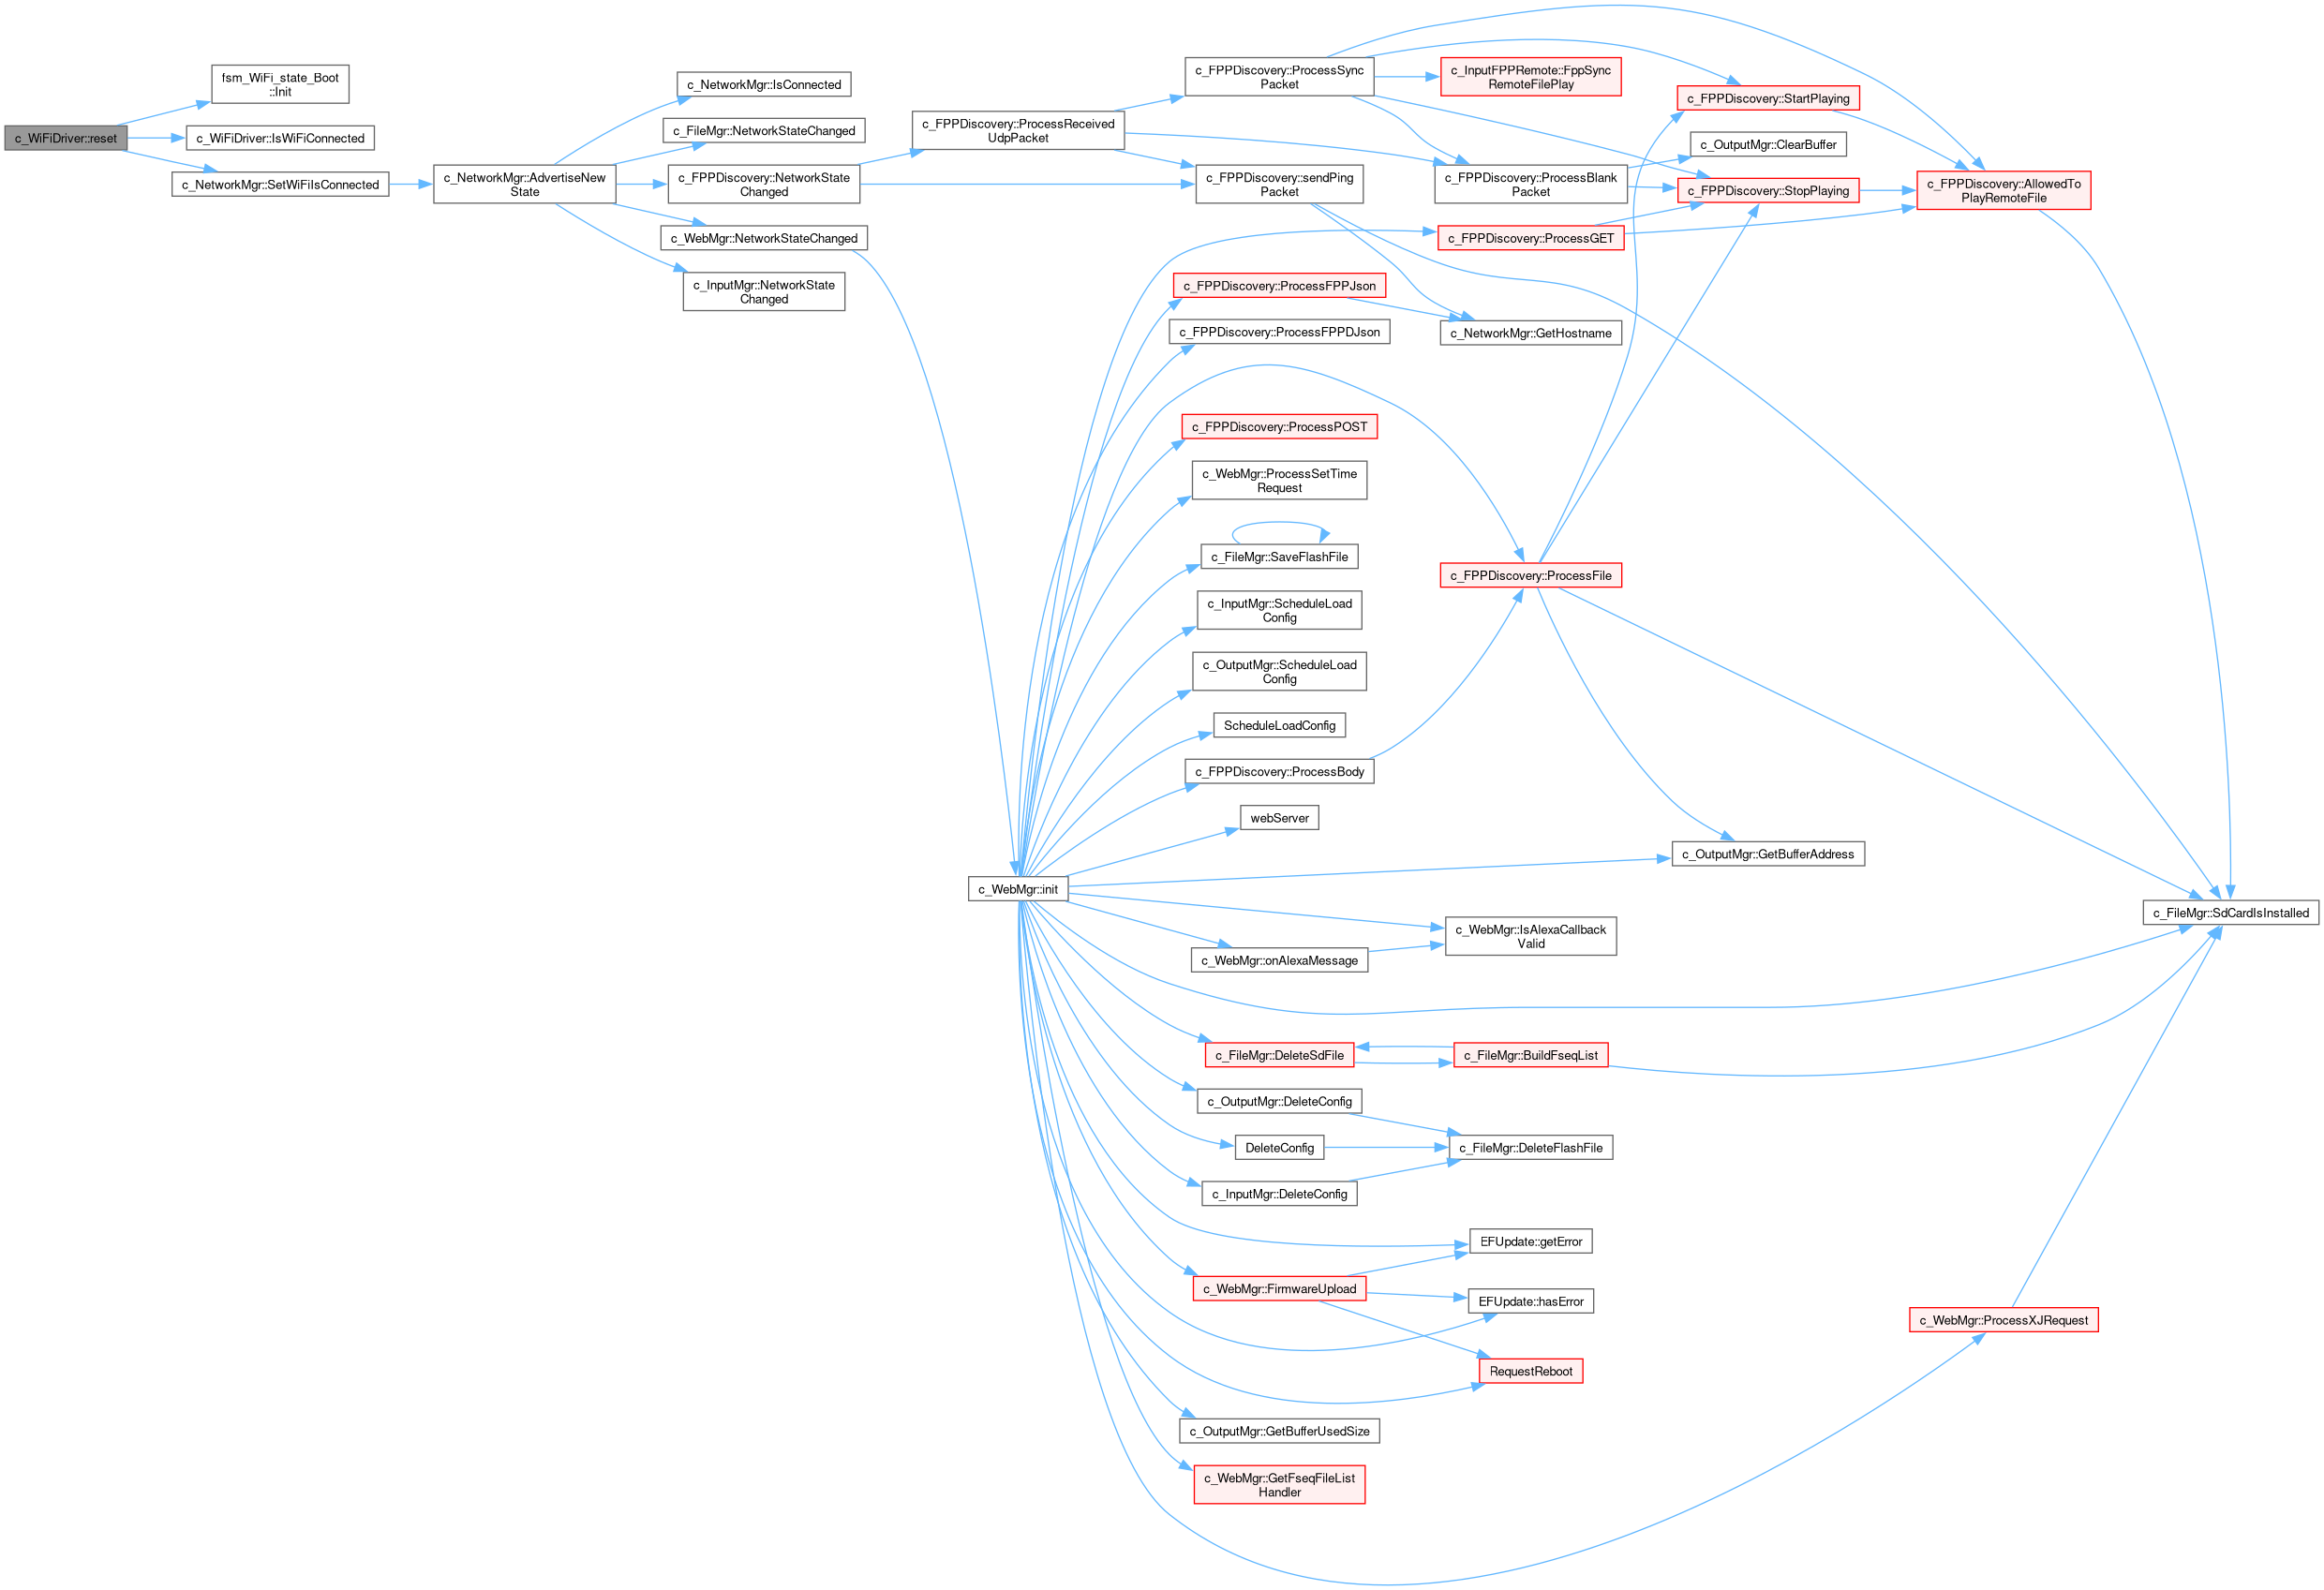 c_WiFiDriver::reset
fsm_WiFi_state_Boot
::Init
c_WiFiDriver::IsWiFiConnected
c_NetworkMgr::SetWiFiIsConnected
c_NetworkMgr::AdvertiseNew
State
c_NetworkMgr::IsConnected
c_FileMgr::NetworkStateChanged
c_FPPDiscovery::NetworkState
Changed
c_WebMgr::NetworkStateChanged
c_InputMgr::NetworkState
Changed
c_FPPDiscovery::ProcessReceived
UdpPacket
c_WebMgr::init
c_FPPDiscovery::ProcessSync
Packet
c_FPPDiscovery::sendPing
Packet
c_FPPDiscovery::ProcessFPPJson
c_FPPDiscovery::ProcessFPPDJson
c_FPPDiscovery::ProcessPOST
c_WebMgr::ProcessSetTime
Request
c_FileMgr::SaveFlashFile
c_InputMgr::ScheduleLoad
Config
c_OutputMgr::ScheduleLoad
Config
ScheduleLoadConfig
c_FPPDiscovery::ProcessBody
webServer
c_WebMgr::onAlexaMessage
c_FileMgr::DeleteSdFile
c_OutputMgr::DeleteConfig
DeleteConfig
c_InputMgr::DeleteConfig
c_WebMgr::FirmwareUpload
c_OutputMgr::GetBufferUsedSize
c_WebMgr::GetFseqFileList
Handler
c_InputFPPRemote::FppSync
RemoteFilePlay
c_FPPDiscovery::ProcessBlank
Packet
c_FPPDiscovery::ProcessGET
c_NetworkMgr::GetHostname
c_FPPDiscovery::ProcessFile
c_WebMgr::IsAlexaCallback
Valid
c_FileMgr::BuildFseqList
c_FileMgr::DeleteFlashFile
EFUpdate::getError
EFUpdate::hasError
RequestReboot
c_FPPDiscovery::StartPlaying
c_OutputMgr::ClearBuffer
c_FPPDiscovery::StopPlaying
c_OutputMgr::GetBufferAddress
c_FPPDiscovery::AllowedTo
PlayRemoteFile
c_WebMgr::ProcessXJRequest
c_FileMgr::SdCardIsInstalled